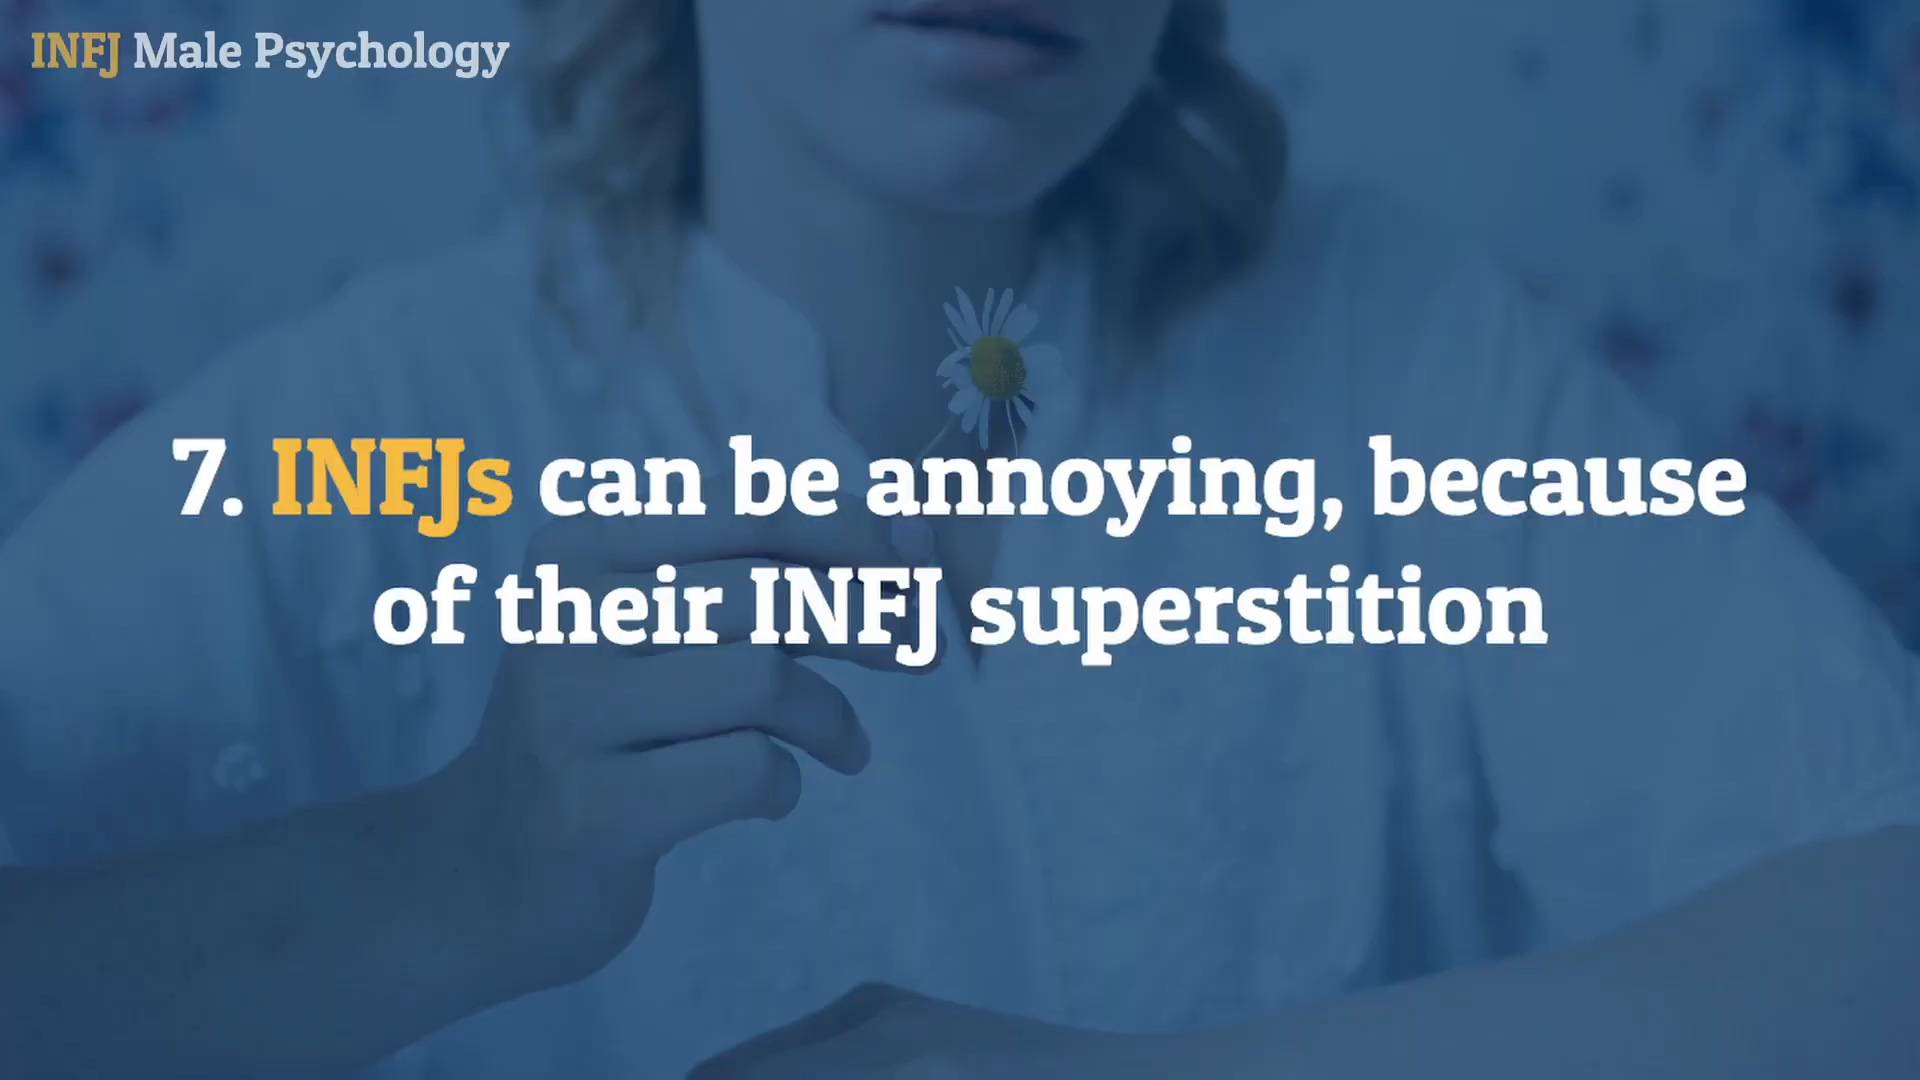 INFJ Male Psychology
7. INFJs can be annoying, because
of their INFJ superstition